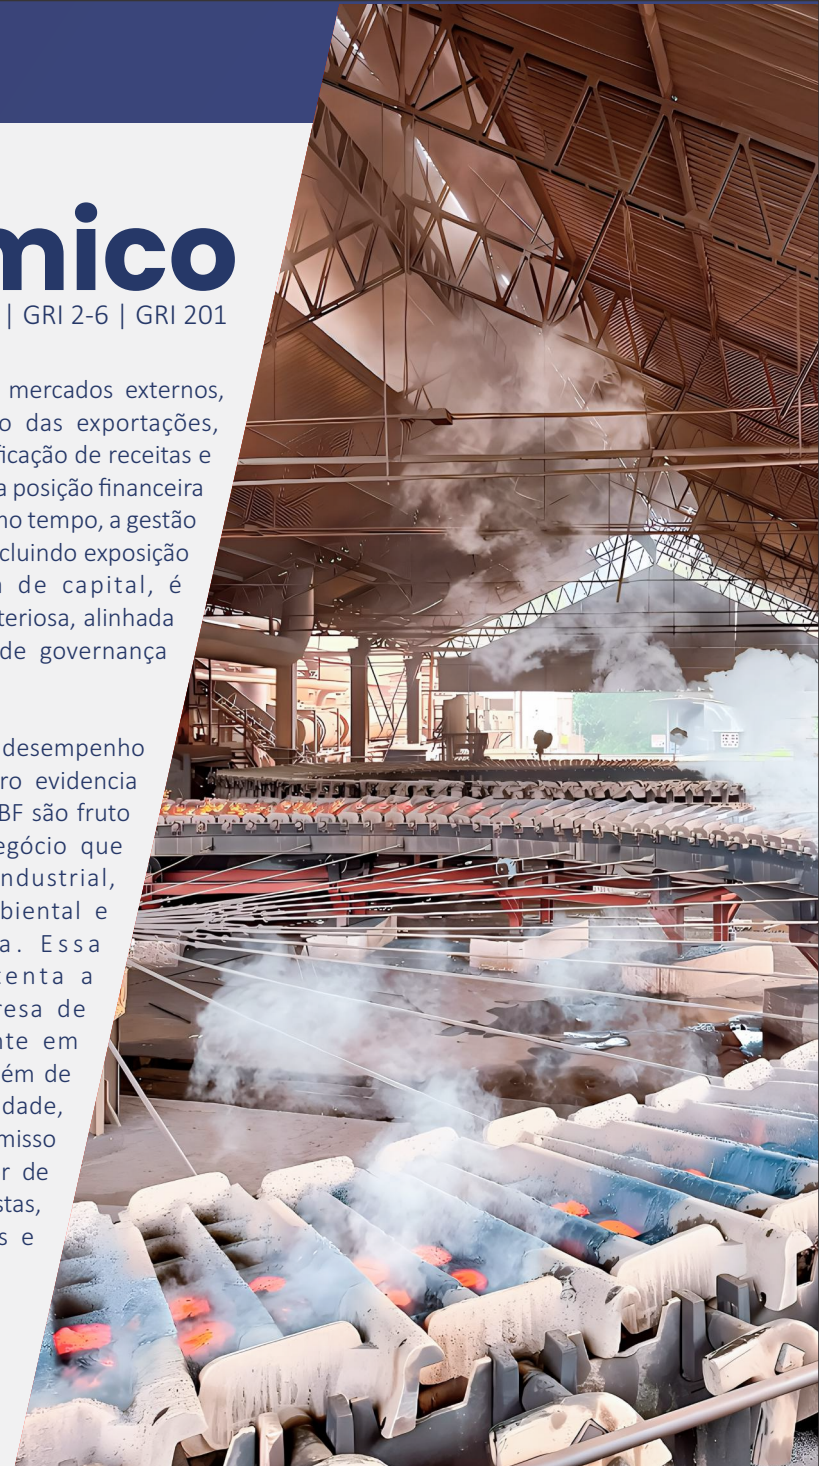 mico
| GRI 2-6 | GRI 201
mercados externos,
o das exportações,
ficação de receitas e
a posição financeira
no tempo, a gestão
cluindo exposição
de capital, é
teriosa, alinhada
de governança
desempenho
ro evidencia
BF são fruto
egócio que
ndustrial,
biental e
a. Essa
tenta a
resa de
te em
ém de
dade,
misso
r de
stas,
s e